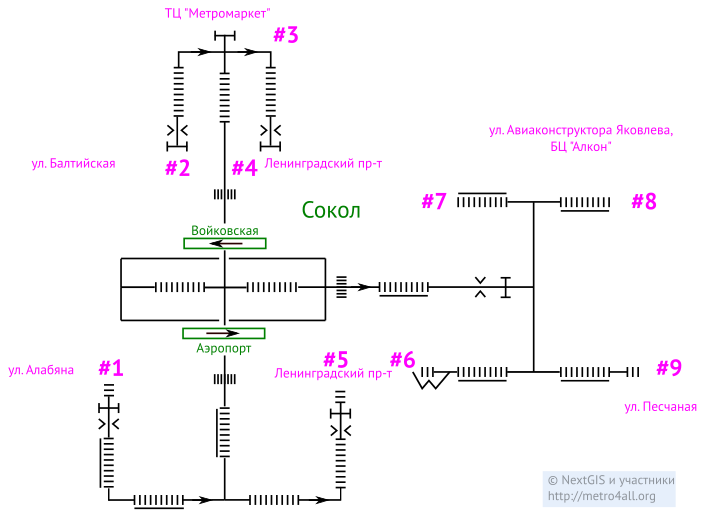 ТЦ "Метромаркет"
#3
ул. Авиаконструктора Яковлева,
БЦ "Алкон"
ул. Балтийская
#2
#4
Ленинградский пр-т
#7
#8
Сокол
Войковская
Аэропорт
ул. Алабяна
#1
#5
Ленинградский пр-т
#6
#9
ул. Песчаная
© NextGIS и участники
http://metro4all.org